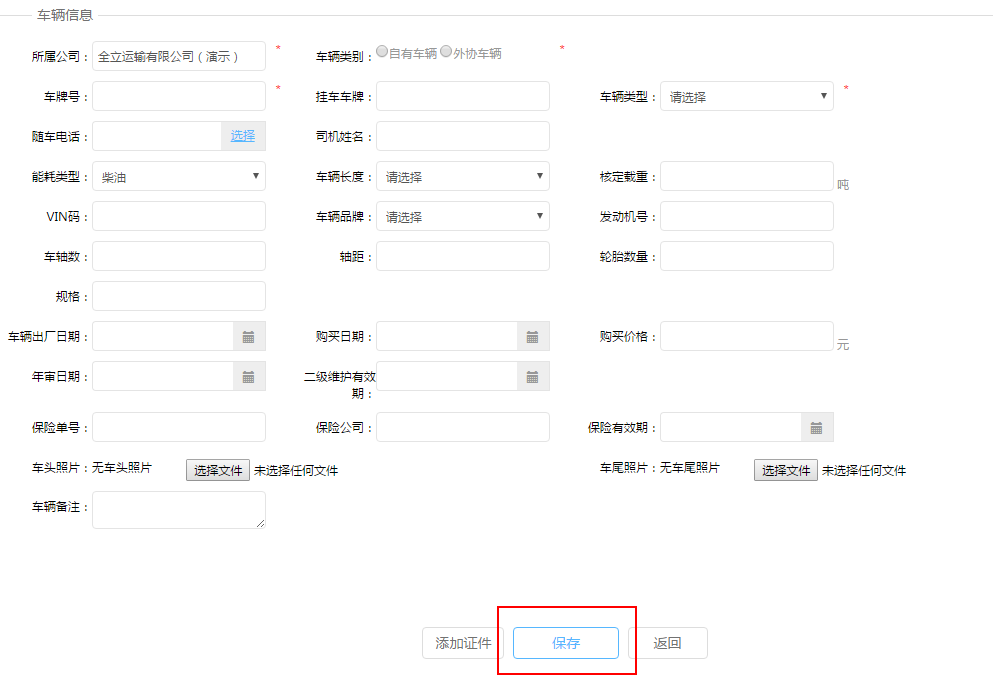 车辆信息
所属公司： 全立运输有限公司（演示） * 车辆类别： 自有车辆 外协车辆 *
车牌号： * 挂车车牌： 车辆类型： 请选择 *
随车电话： 选择 司机姓名：
能耗类型： 柴油 车辆长度： 请选择 核定载重： 吨
VIN码： 车辆品牌： 请选择 发动机号：
车轴数： 轴距： 轮胎数量：
规格：
车辆出厂日期： 购买日期： 购买价格： 元
年审日期： 二级维护有效
期：
保险单号： 保险公司： 保险有效期：
车头照片： 无车头照片 选择文件 未选择任何文件 车尾照片： 无车尾照片 选择文件 未选择任何文件
车辆备注：
添加证件 保存 返回